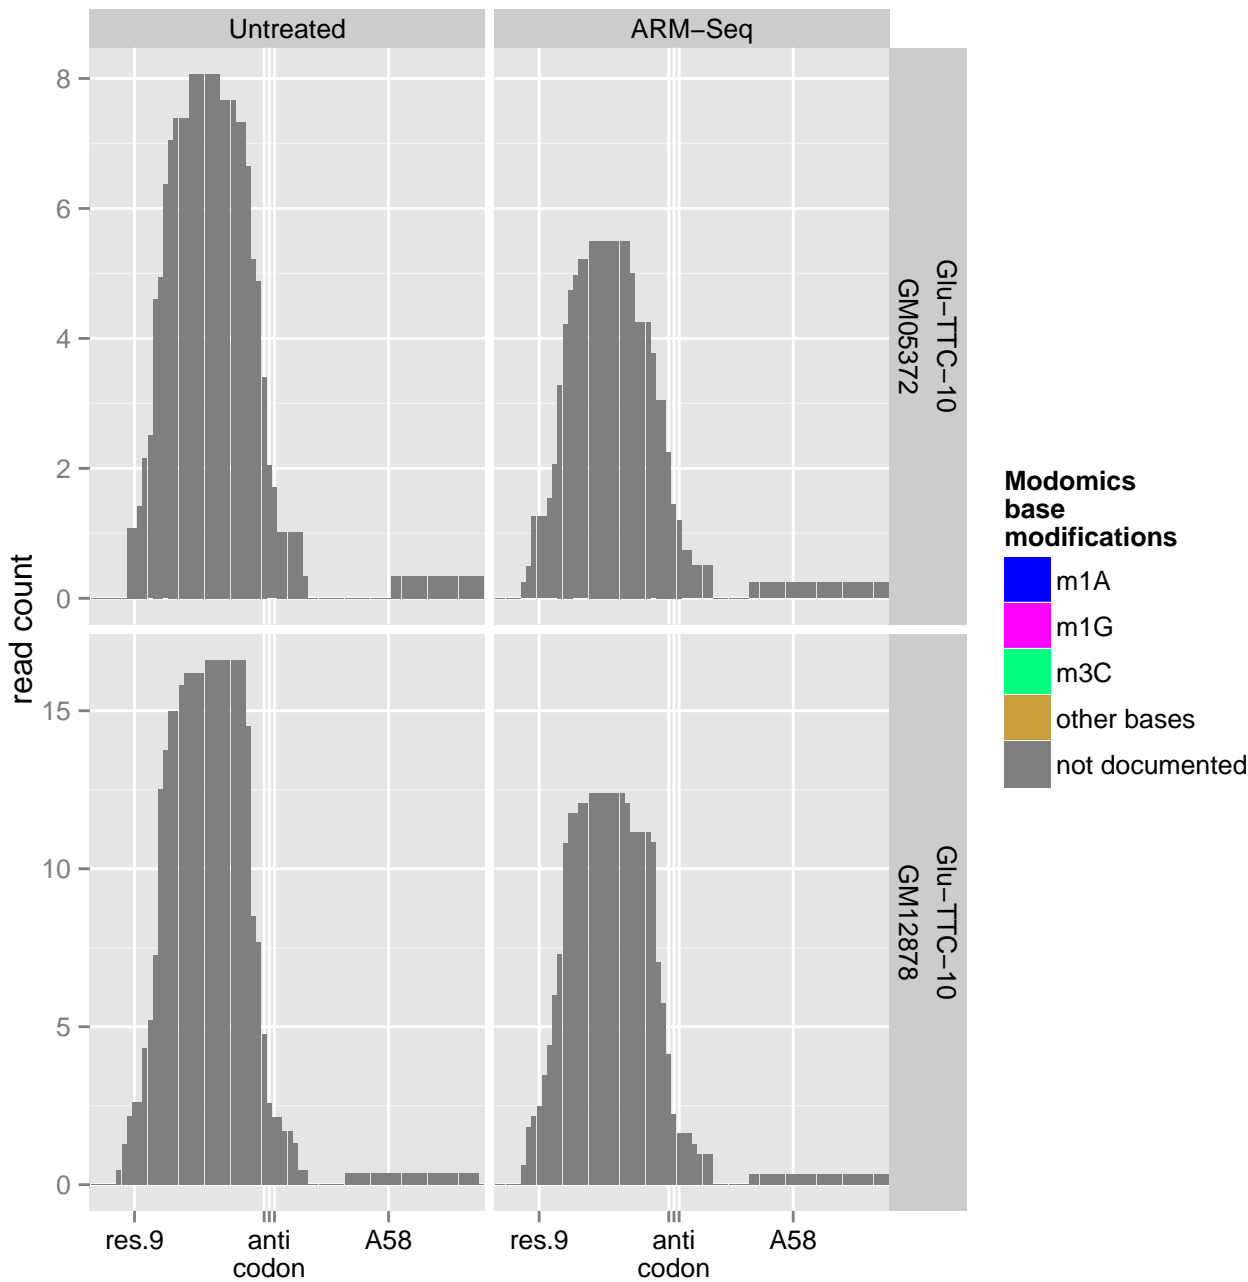 Untreated
ARM−Seq
read count
8
6
4
2
0
15
10
5
0
Glu−TTC−10
GM05372
Glu−TTC−10
GM12878
res.9
anti
codon
A58
res.9
anti
codon
A58
Modomics
base
modifications
m1A
m1G
m3C
other bases
not documented